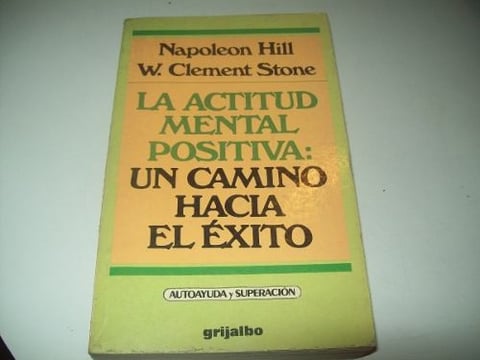 Napoleon Hill
W. Clement Stone
LA ACTITUD
MENTAL
POSITIVA:
UN CAMINO
HACIA
EL ÉXITO
AUTOAYUDA y SUPERACIÓN
grijalbo